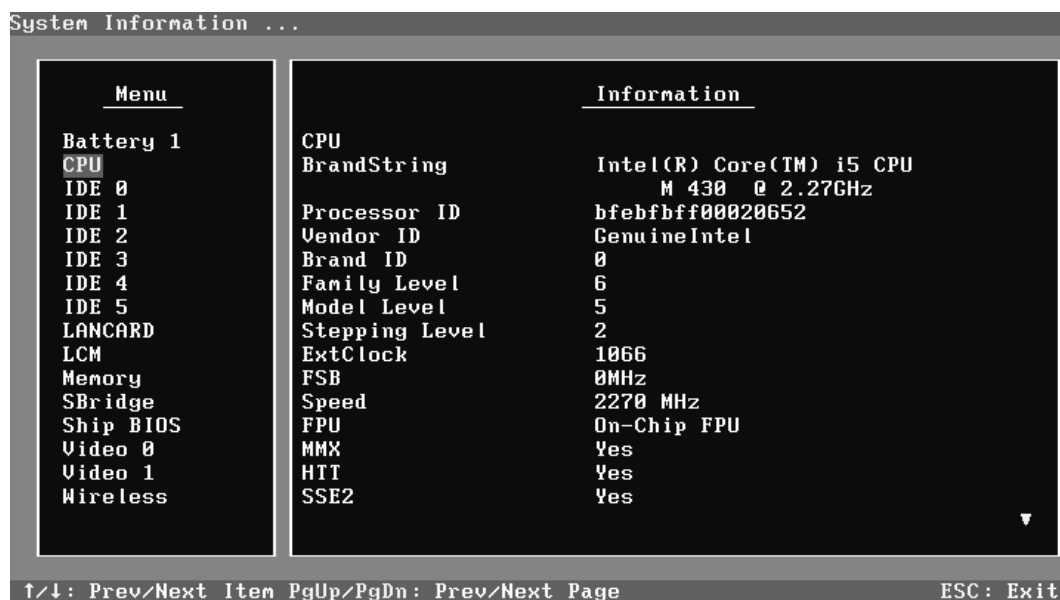 System Information ...
Menu
Battery 1
CPU
IDE 0
IDE 1
IDE 2
IDE 3
IDE 4
IDE 5
LANCARD
LCM
Memory
SBridge
Ship BIOS
Video 0
Video 1
Wireless
Information
CPU
BrandString Intel(R) Core(TM) i5 CPU
M 430 @ 2.27GHz
Processor ID bfebfbff00020652
Vendor ID GenuineIntel
Brand ID 0
Family Level 6
Model Level 5
Stepping Level 2
ExtClock 1066
FSB 0MHz
Speed 2270 MHz
FPU On-Chip FPU
MMX Yes
HTT Yes
SSE2 Yes
▼
↑/↓: Prev/Next Item PgUp/PgDn: Prev/Next Page ESC: Exit